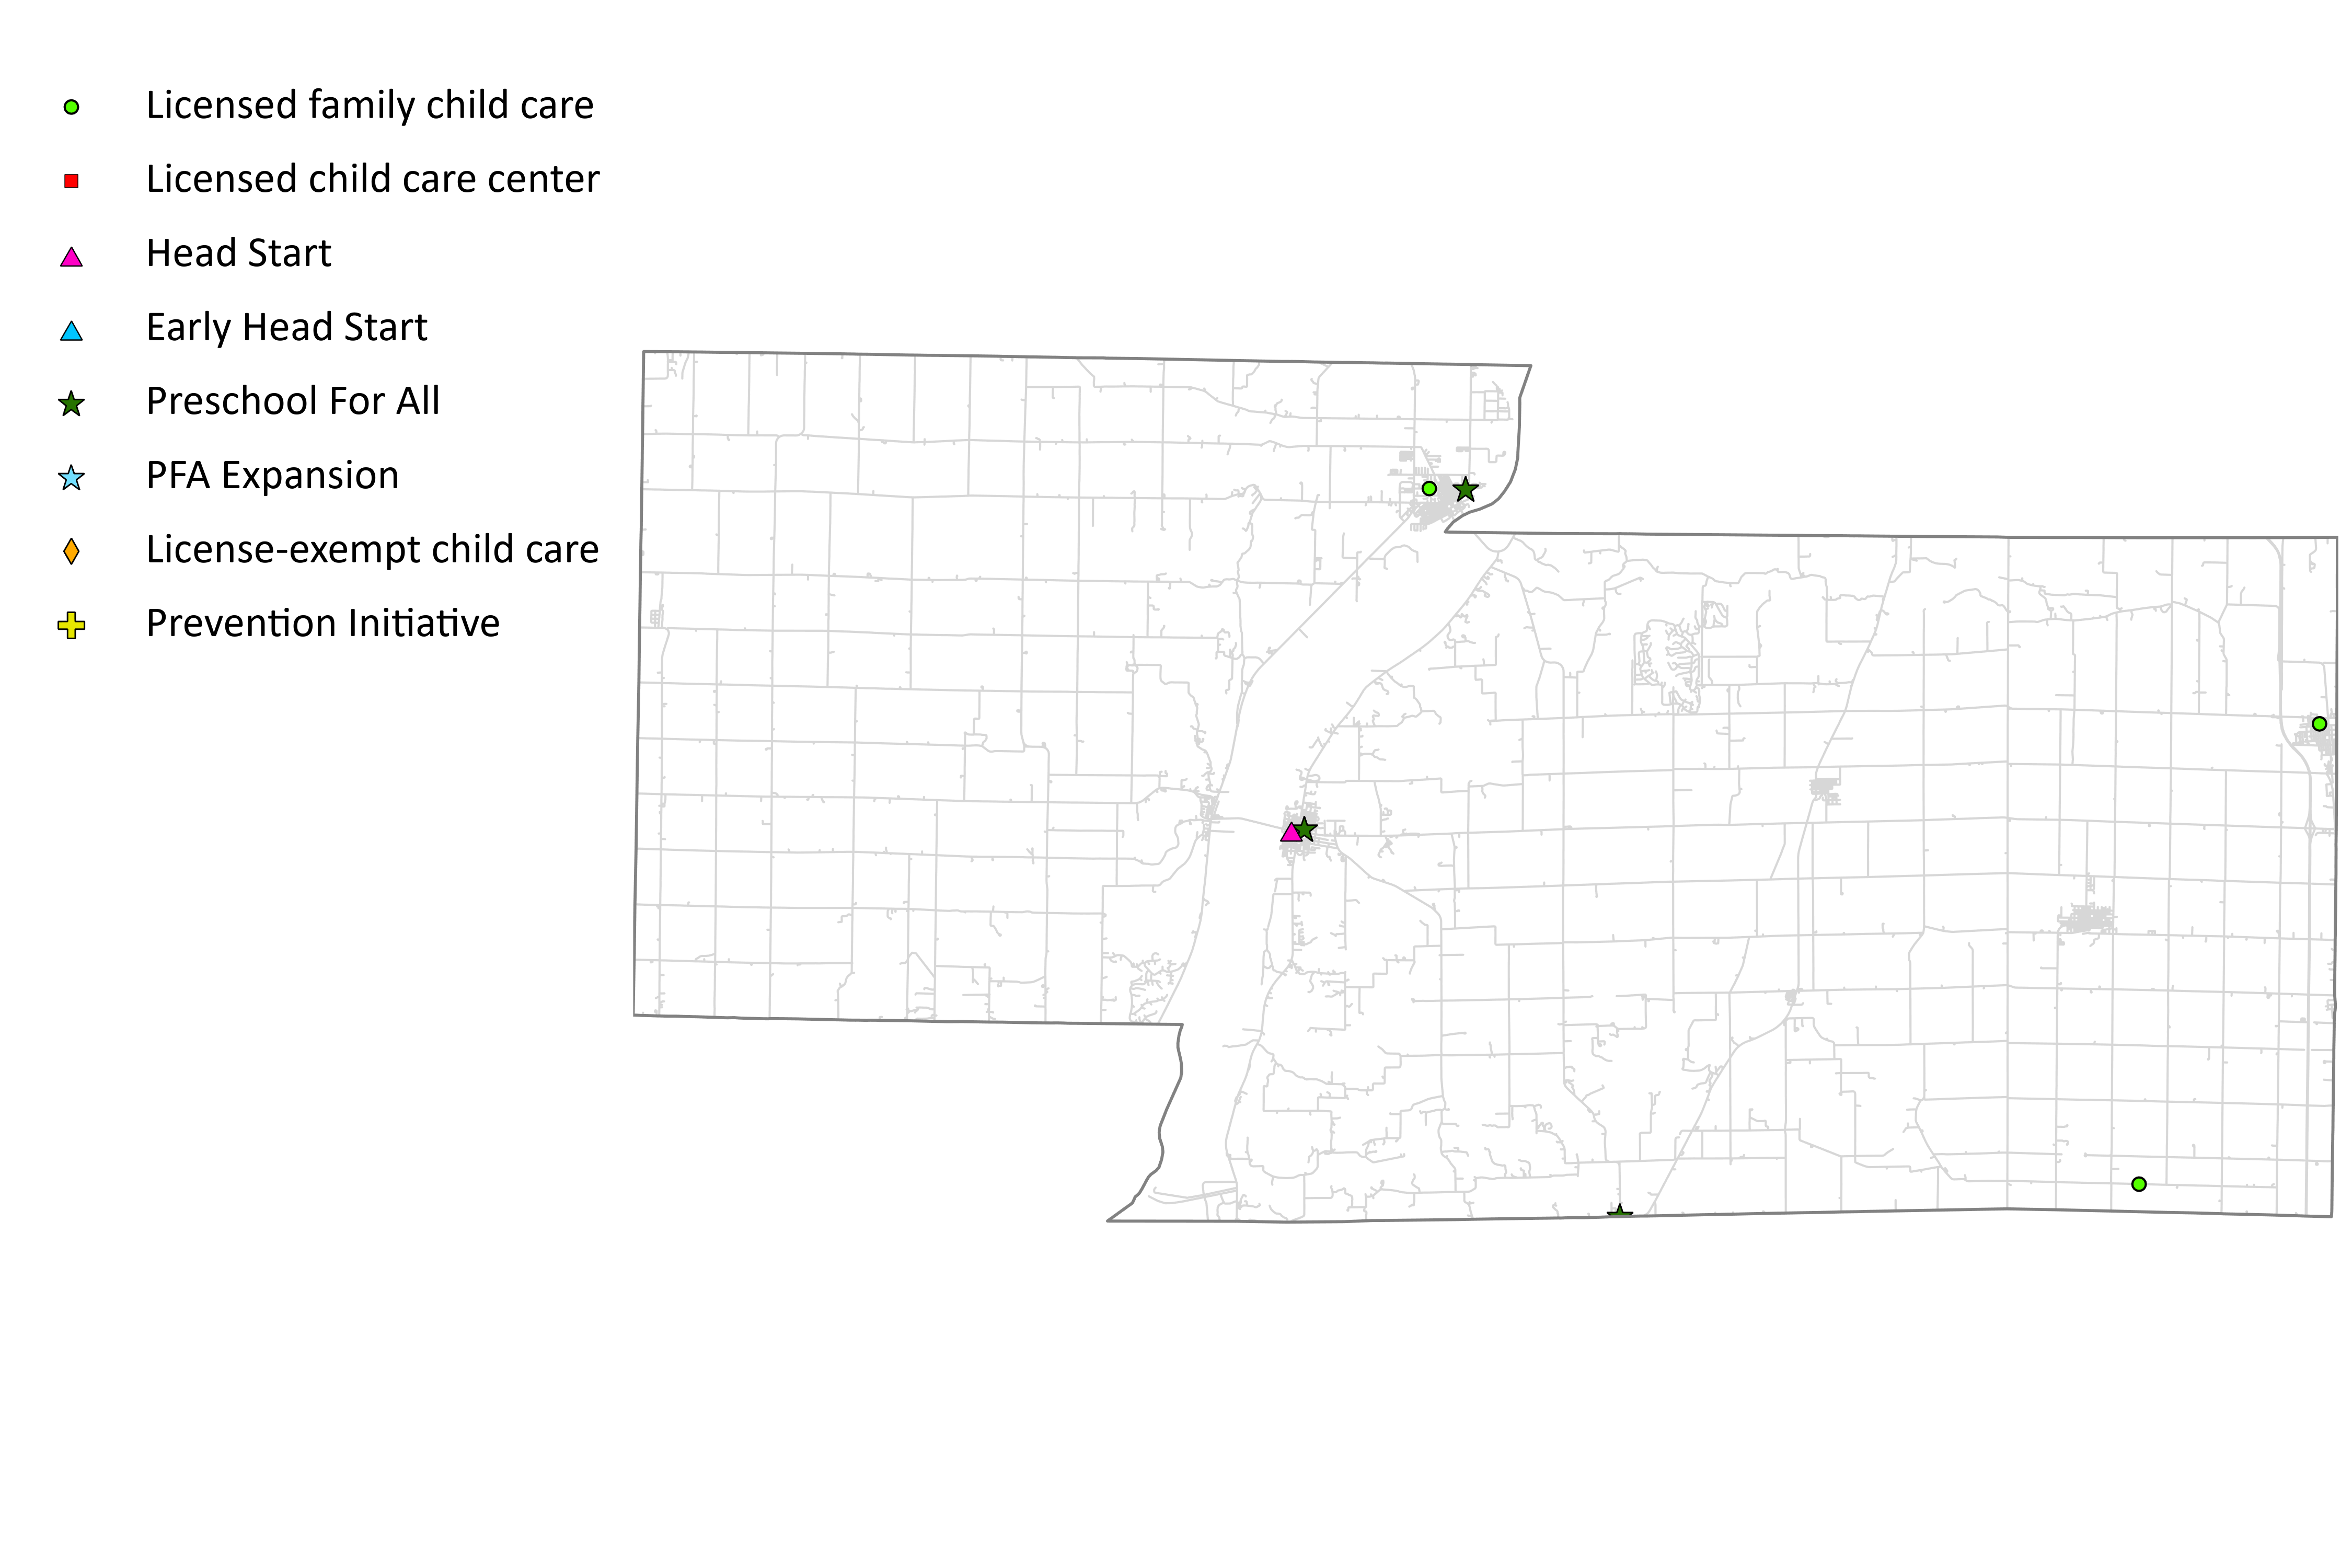 Licensed family child care
Licensed child care center
Head Start
Early Head Start
Preschool For All
PFA Expansion
License-exempt child care
Prevention Initiative